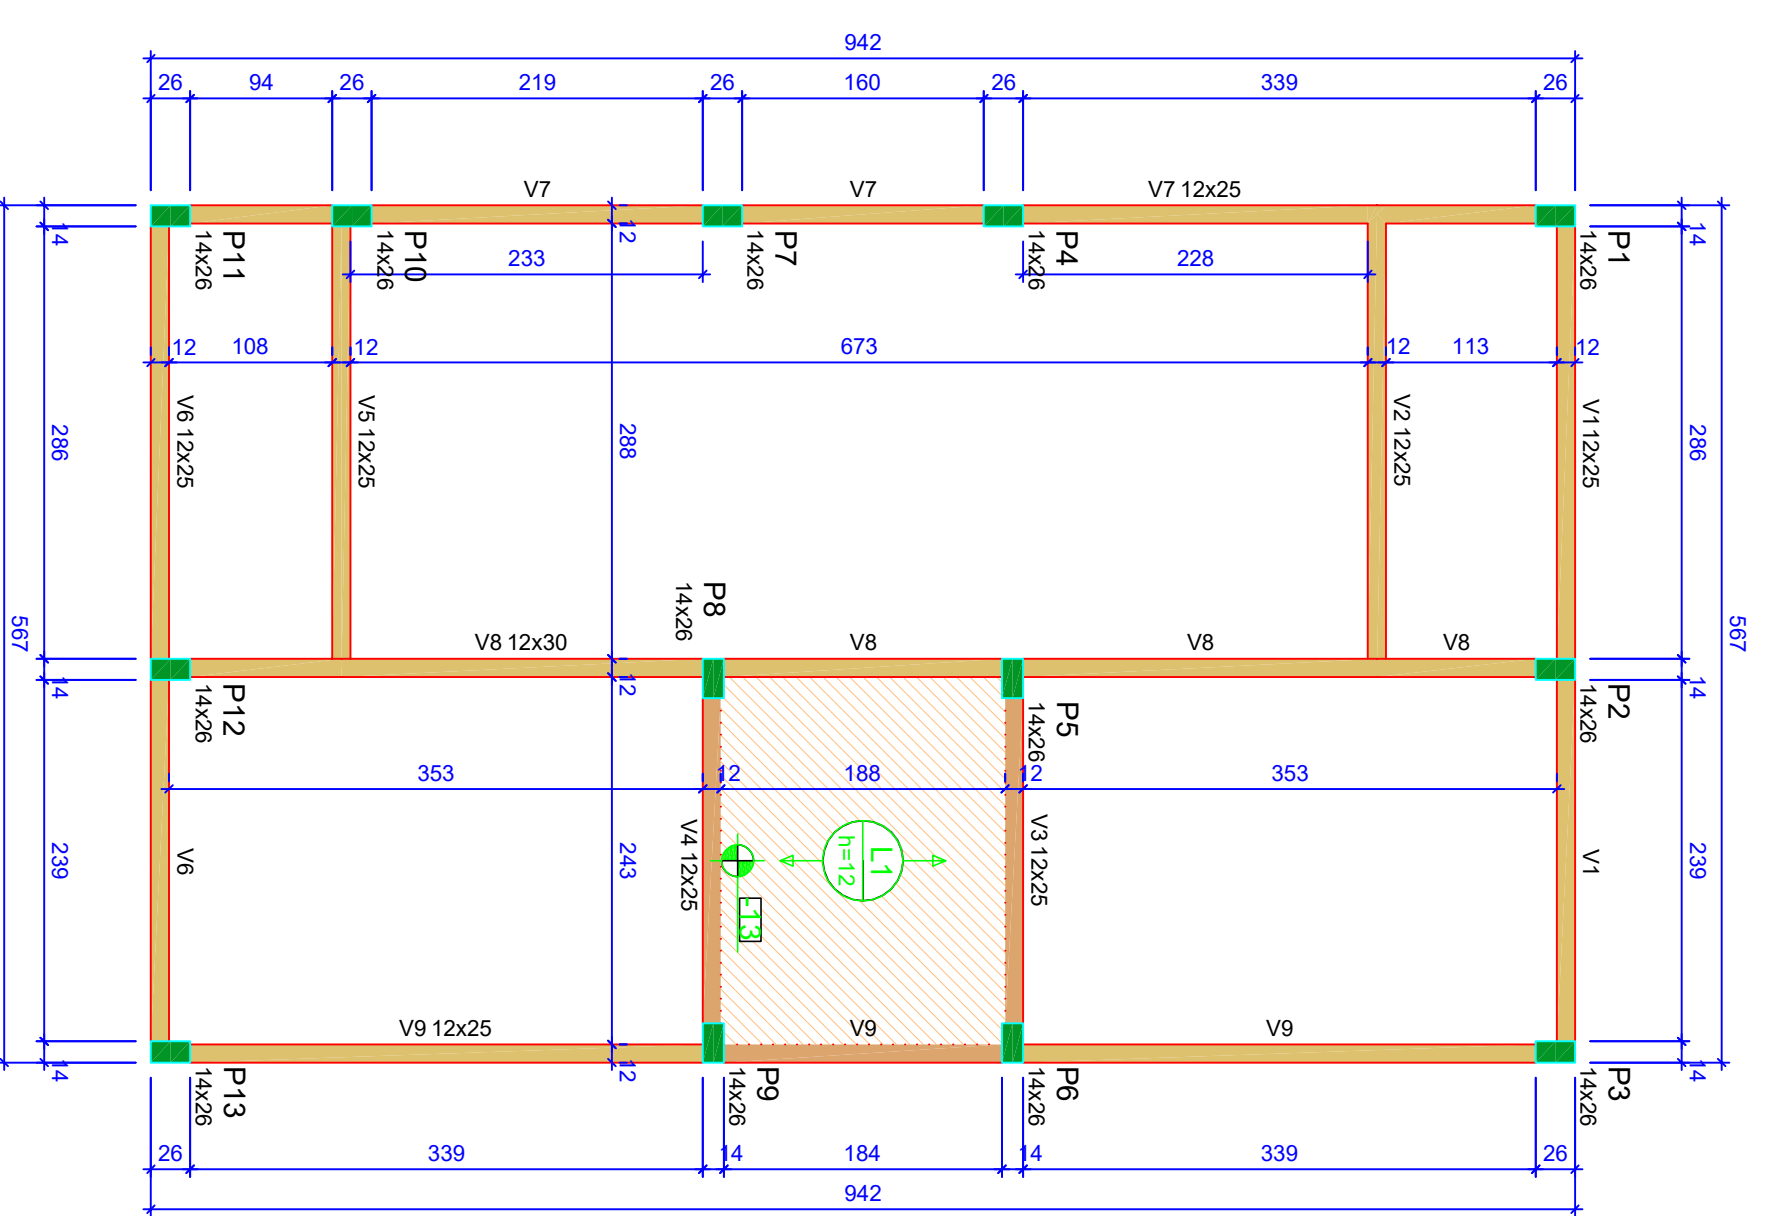 942
26 94 26 219 26 160 26 339 26
V7 V7 V7 12x25
14 12 14
P11 14x26
P10 14x26
P7 14x26
P4 14x26
P1 14x26
233 228
12 108 12 673 12 113 12
V6 12x25
V5 12x25
V2 12x25
V1 12x25
286 288 286
P8 14x26
567 567
V8 12x30 V8 V8 V8
14 12 14
P12 14x26
P5 14x26
P2 14x26
353 12 188 12 353
V4 12x25
V3 12x25
L1
h=12
-13
239 V6 243 V1 239
V9 12x25 V9 V9
14 12 14
P13 14x26
P9 14x26
P6 14x26
P3 14x26
26 339 14 184 14 339 26
942